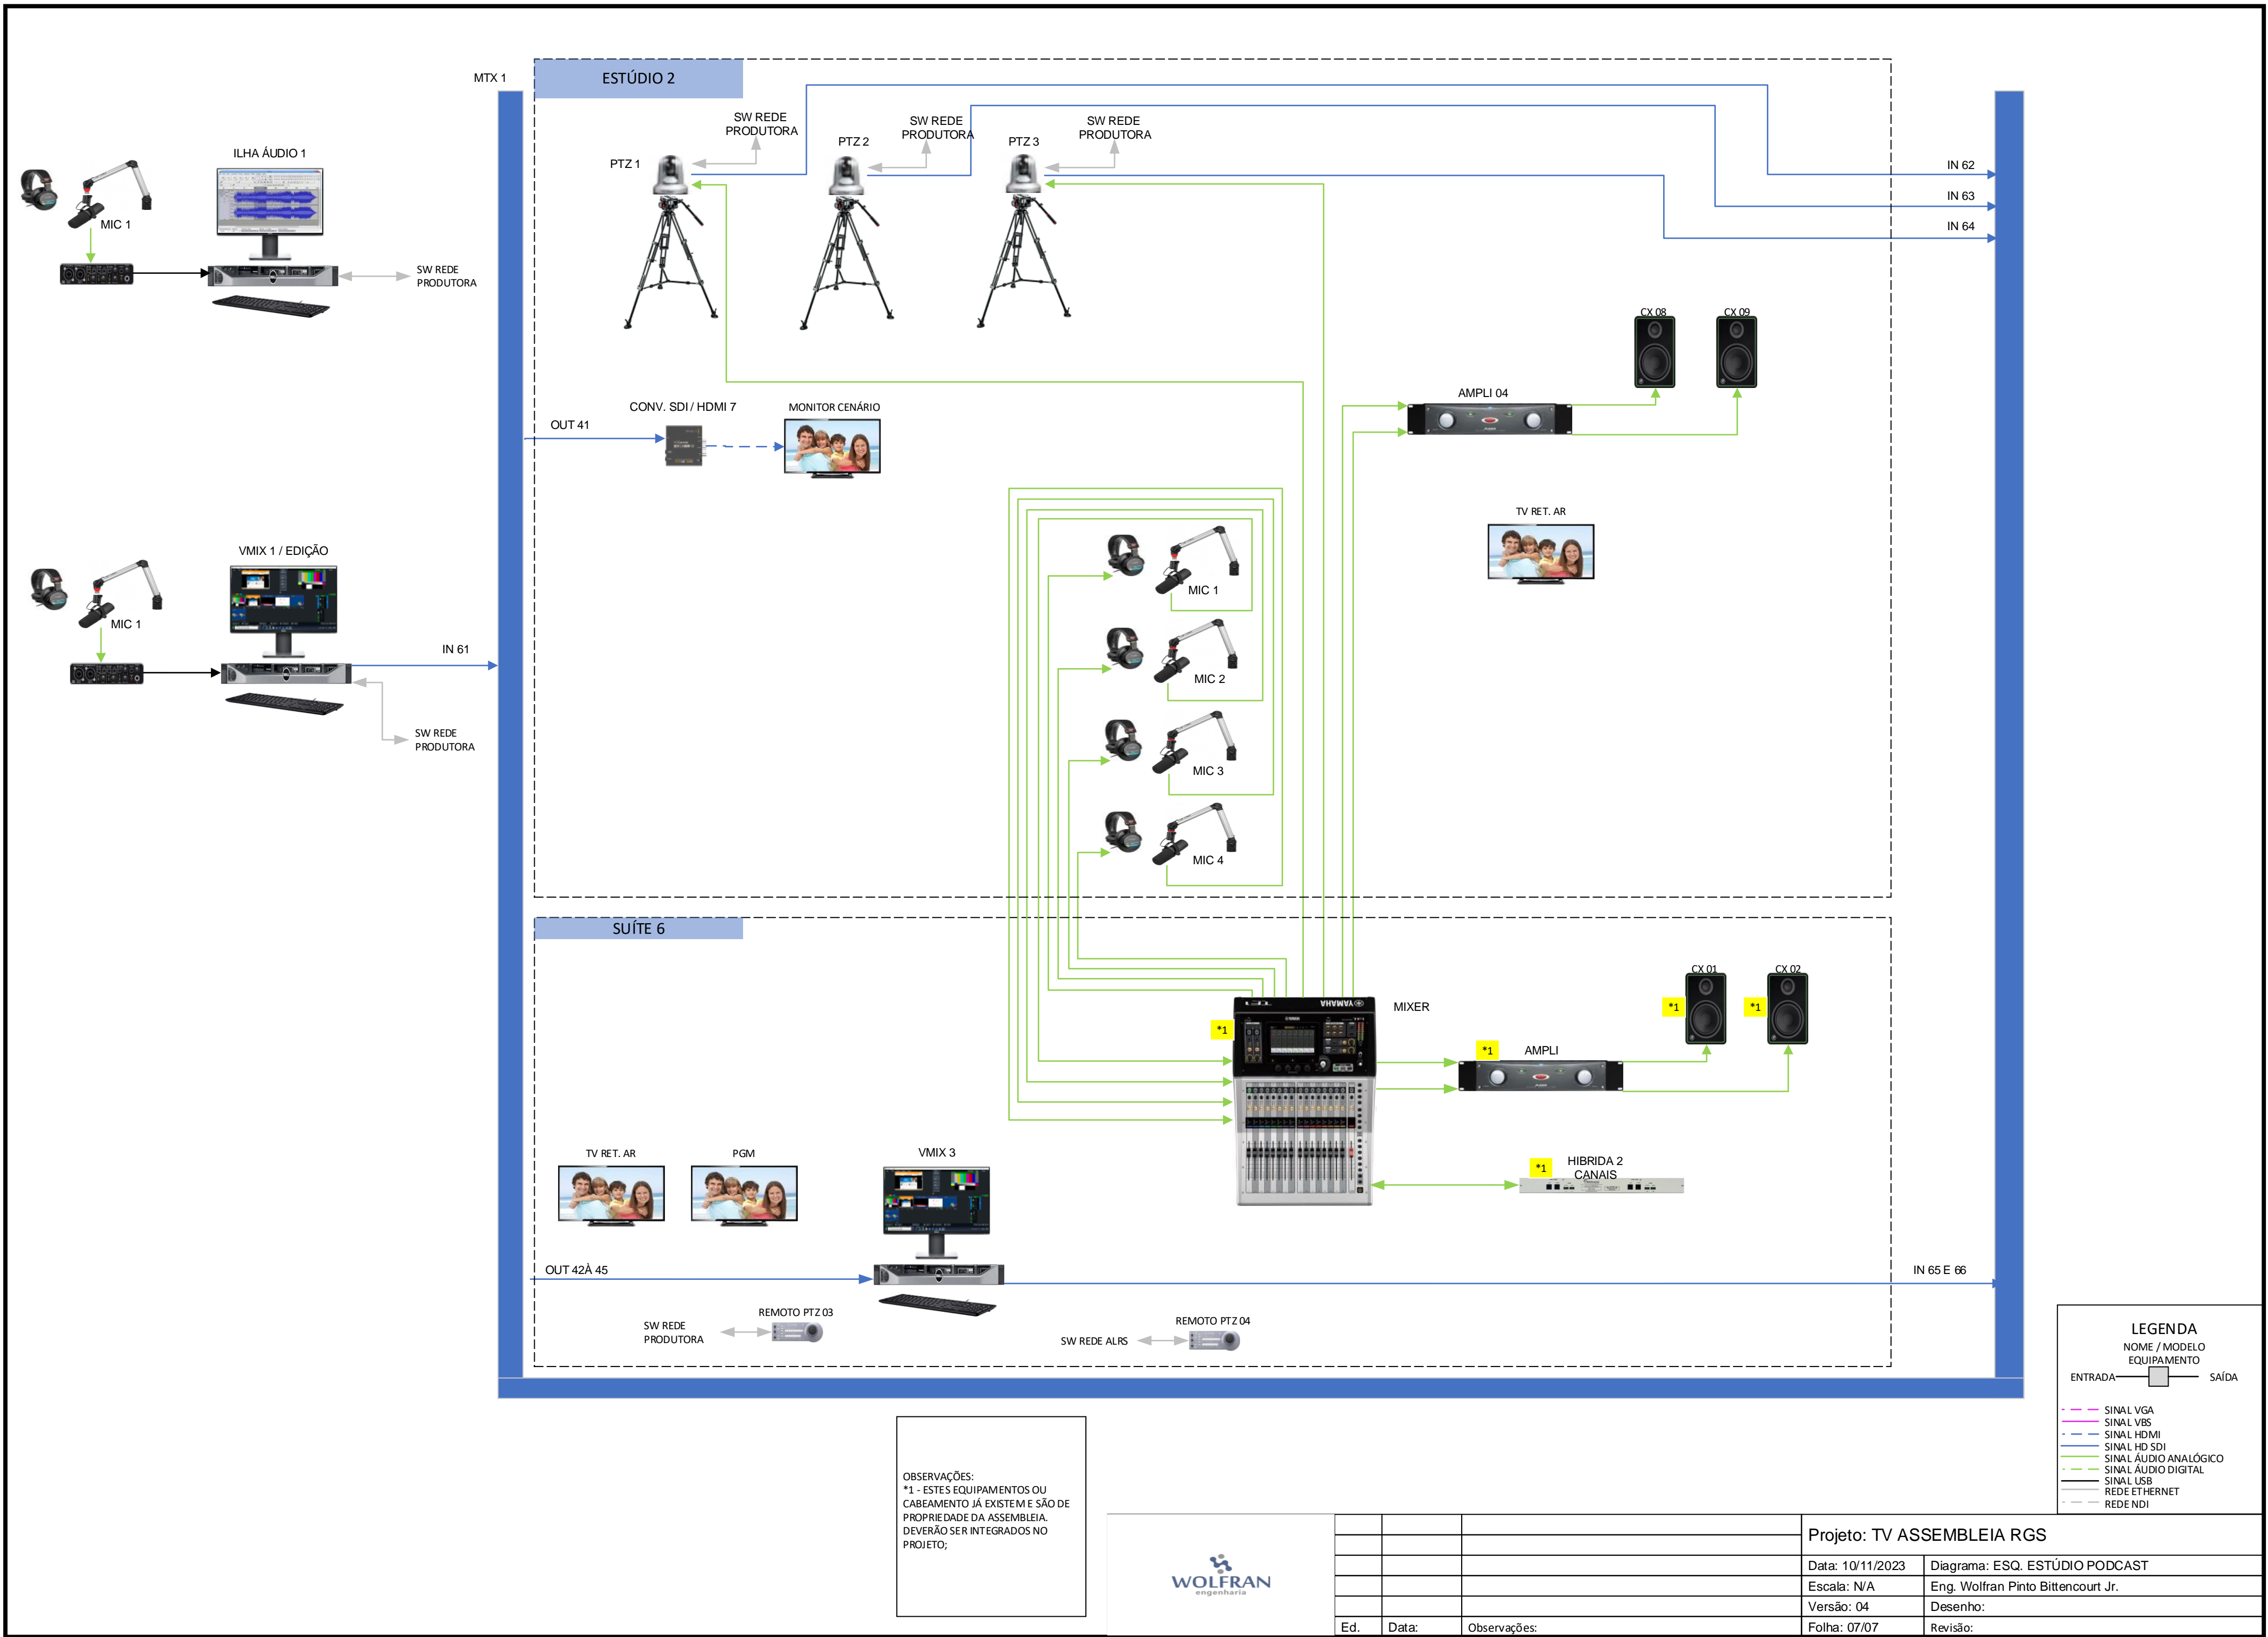 MTX 1
ESTÚDIO 2
SW REDE
PRODUTORA
SW REDE
PRODUTORA
SW REDE
PRODUTORA
PTZ 1
PTZ 2
PTZ 3
IN 62
IN 63
IN 64
ILHA ÁUDIO 1
MIC 1
SW REDE
PRODUTORA
CX 08
CX 09
AMPLI 04
CONV. SDI / HDMI 7
MONITOR CENÁRIO
OUT 41
TV RET. AR
VMIX 1 / EDIÇÃO
MIC 1
IN 61
SW REDE
PRODUTORA
MIC 1
MIC 2
MIC 3
MIC 4
SUÍTE 6
CX 01
CX 02
*1
*1
*1
MIXER
YAMAHA
*1
AMPLI
*1
HIBRIDA 2
CANAIS
TV RET. AR
PGM
VMIX 3
OUT 42À 45
IN 65 E 66
REMOTO PTZ 03
SW REDE
PRODUTORA
REMOTO PTZ 04
SW REDE ALRS
LEGENDA
NOME / MODELO
EQUIPAMENTO
ENTRADA
SAÍDA
SINAL VGA
SINAL VBS
SINAL HDMI
SINAL HD SDI
SINAL ÁUDIO ANALÓGICO
SINAL ÁUDIO DIGITAL
SINAL USB
REDE ETHERNET
REDE NDI
OBSERVAÇÕES:
*1 - ESTES EQUIPAMENTOS OU
CABEAMENTO JÁ EXISTEM E SÃO DE
PROPRIEDADE DA ASSEMBLEIA.
DEVERÃO SER INTEGRADOS NO
PROJETO;
WOLFRAN
engenharia
Ed.
Data:
Observações:
Projeto: TV ASSEMBLEIA RGS
Data: 10/11/2023
Diagrama: ESQ. ESTÚDIO PODCAST
Escala: N/A
Eng. Wolfran Pinto Bittencourt Jr.
Versão: 04
Desenho:
Folha: 07/07
Revisão: